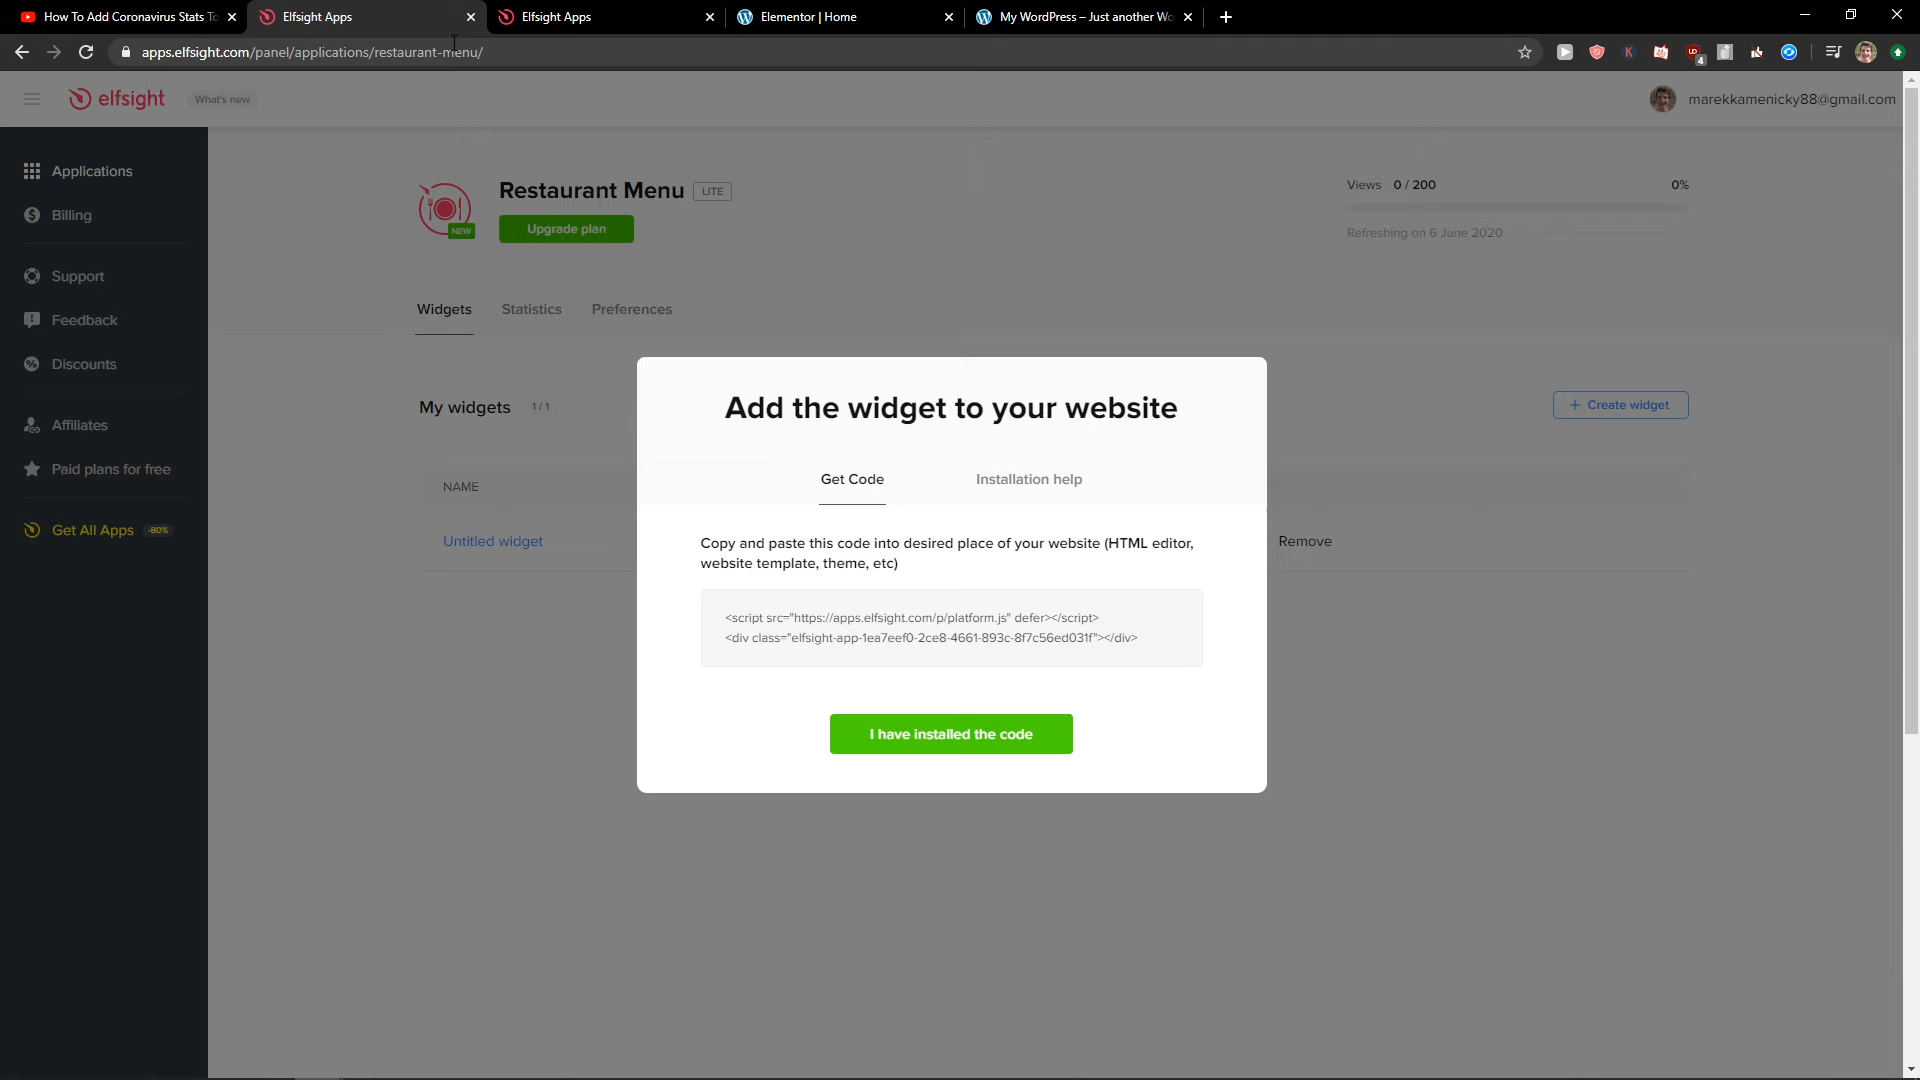 How To Add Coronavirus Stats To
Elfsight Apps
Elfsight Apps
Elementor | Home
My WordPress – Just another Wo
apps.elfsight.com/panel/applications/restaurant-menu/
K
UD
4
elfsight
What's new
marekkamenicky88@gmail.com
Applications
Billing
Support
Feedback
Discounts
Affiliates
Paid plans for free
Get All Apps
-80%
NEW
Restaurant Menu
LITE
Upgrade plan
Views 0 / 200
0%
Refreshing on 6 June 2020
Widgets
Statistics
Preferences
My widgets
1 / 1
+ Create widget
NAME
Untitled widget
Remove
Add the widget to your website
Get Code
Installation help
Copy and paste this code into desired place of your website (HTML editor,
website template, theme, etc)
<script src="https://apps.elfsight.com/p/platform.js" defer></script>
<div class="elfsight-app-1ea7eef0-2ce8-4661-893c-8f7c56ed031f"></div>
I have installed the code